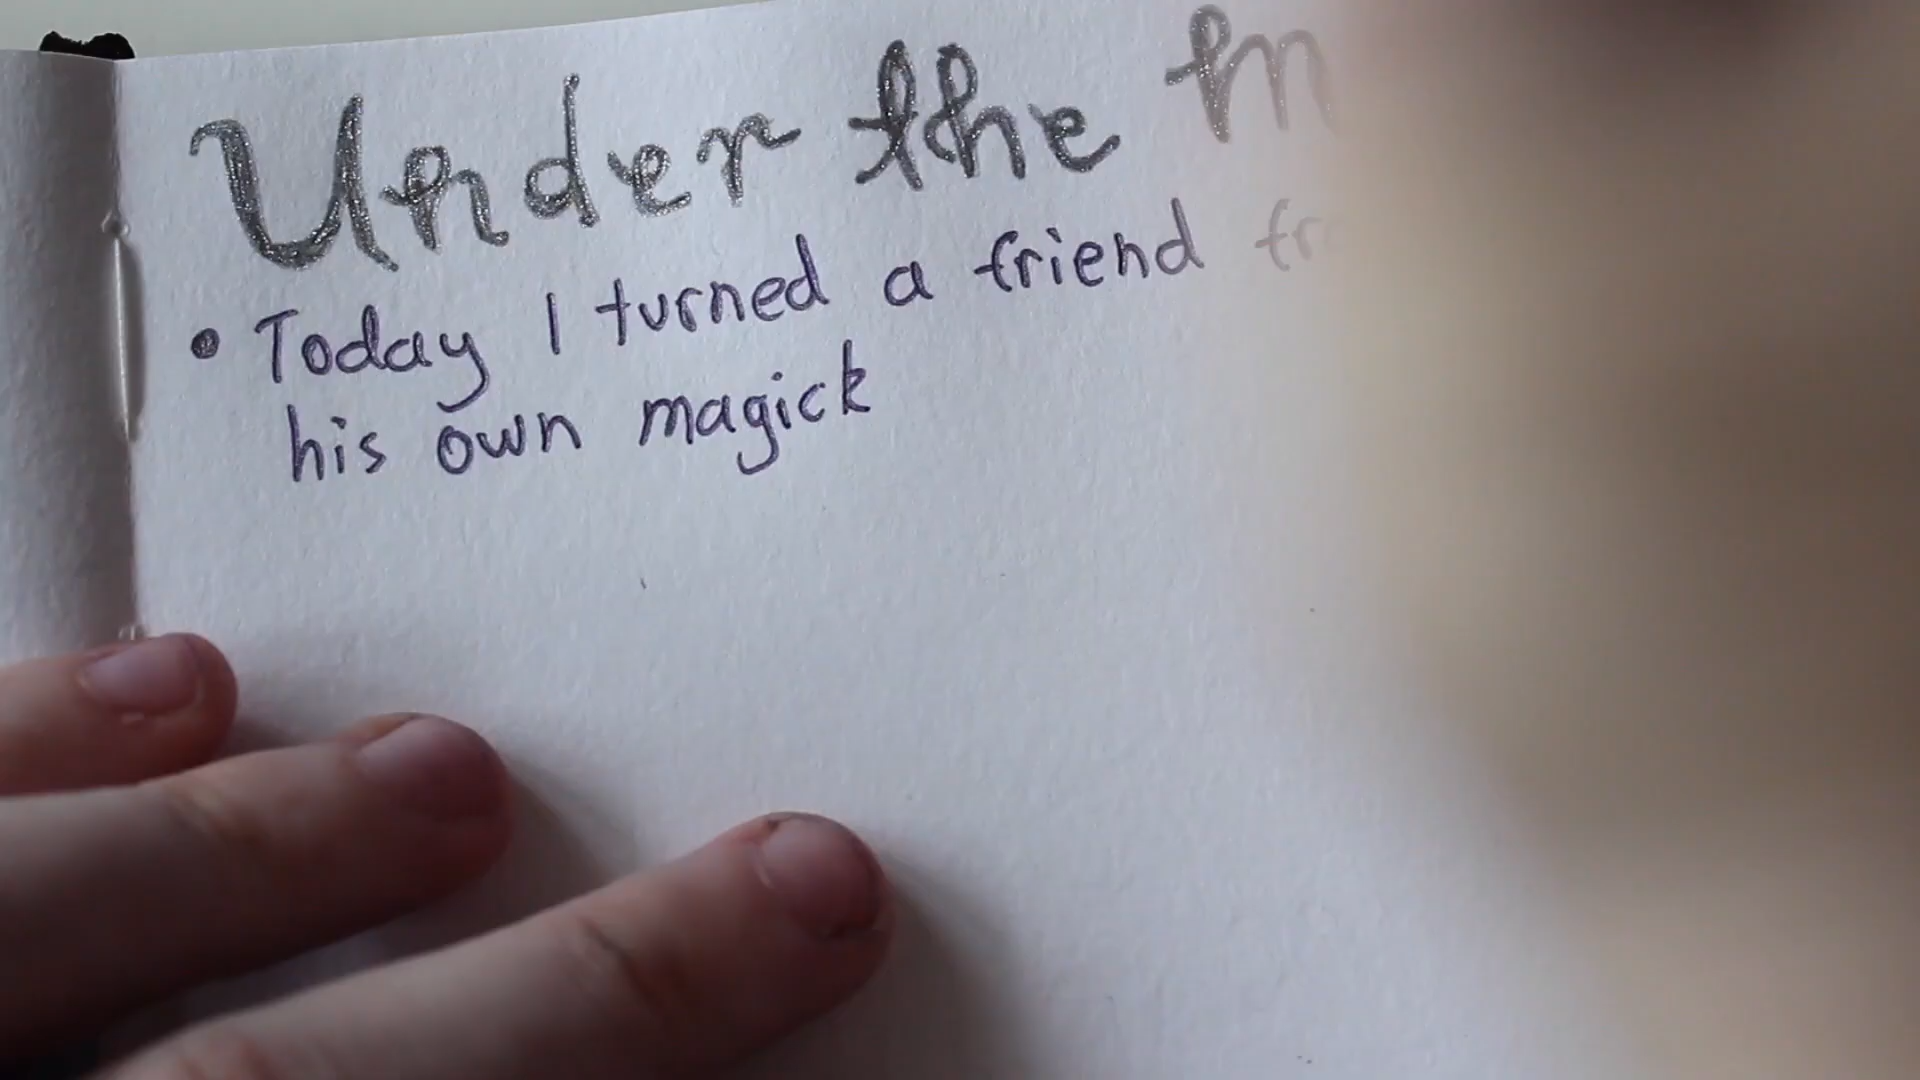 Under the
• Today I turned a friend
his own magick